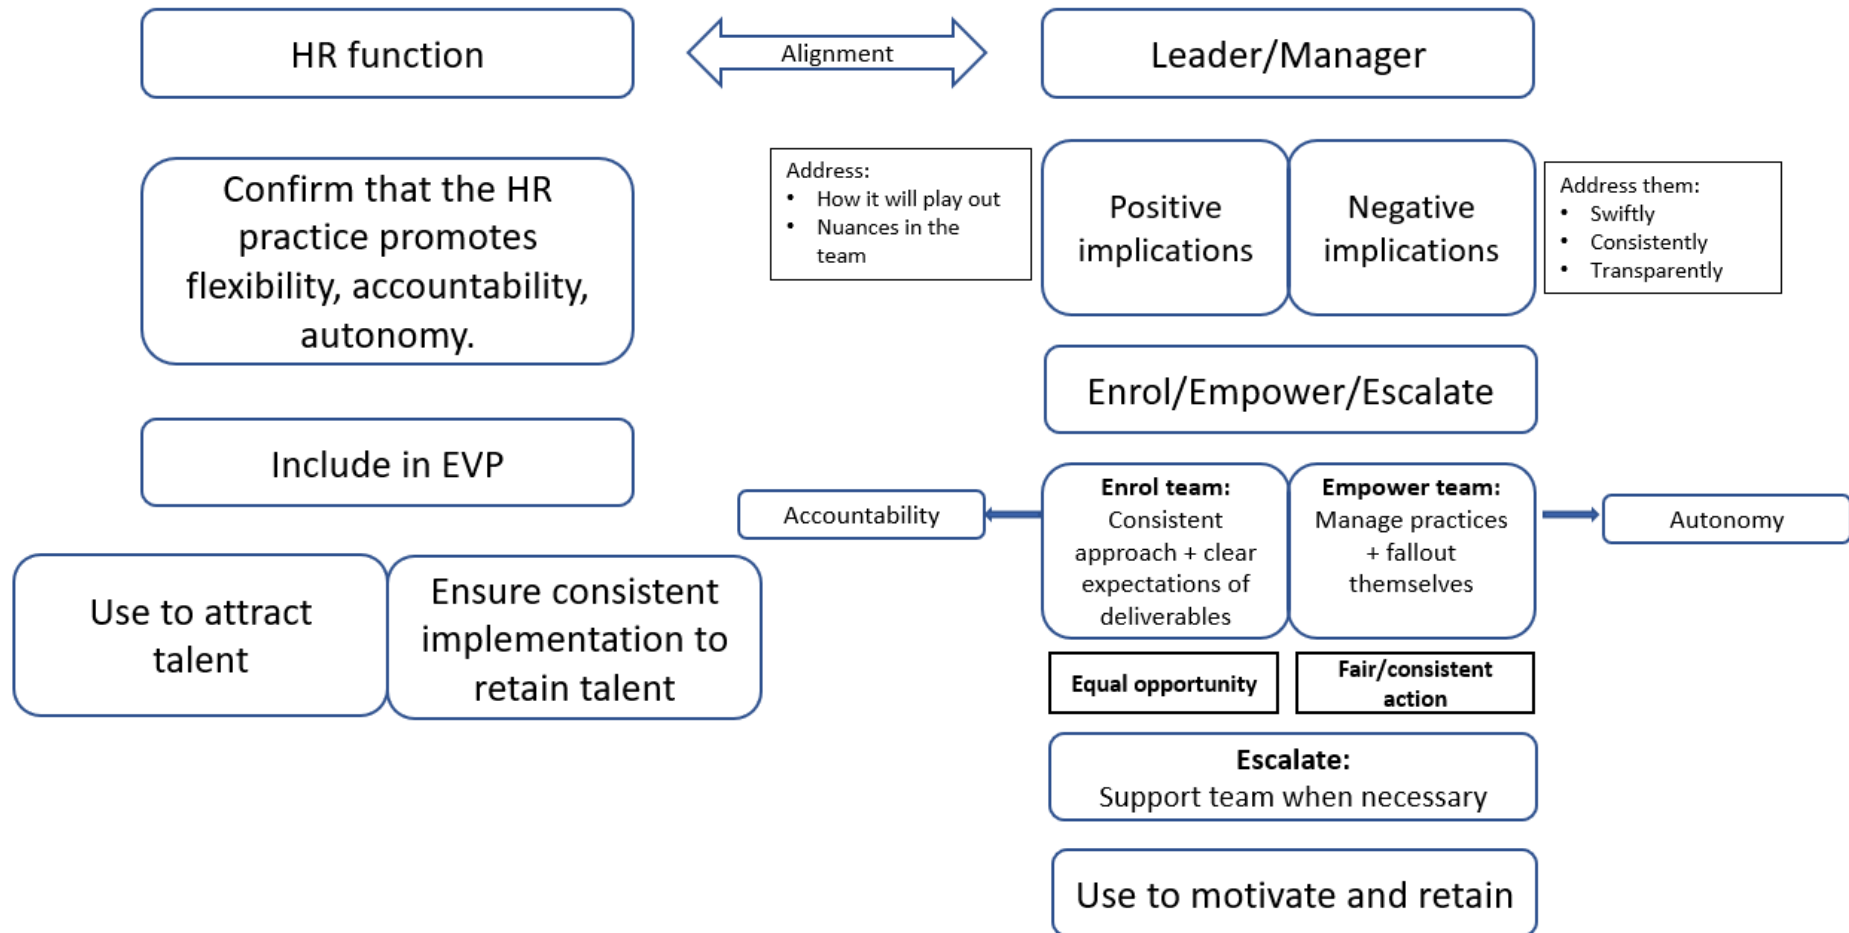 HR function
Alignment
Leader/Manager
Confirm that the HR
practice promotes
flexibility, accountability,
autonomy.
Include in EVP
Use to attract
talent
Ensure consistent
implementation to
retain talent
Address:
• How it will play out
• Nuances in the
team
Positive
implications
Negative
implications
Address them:
• Swiftly
• Consistently
• Transparently
Enrol/Empower/Escalate
Accountability
Enrol team:
Consistent
approach + clear
expectations of
deliverables
Empower team:
Manage practices
+ fallout
themselves
Autonomy
Equal opportunity
Fair/consistent
action
Escalate:
Support team when necessary
Use to motivate and retain